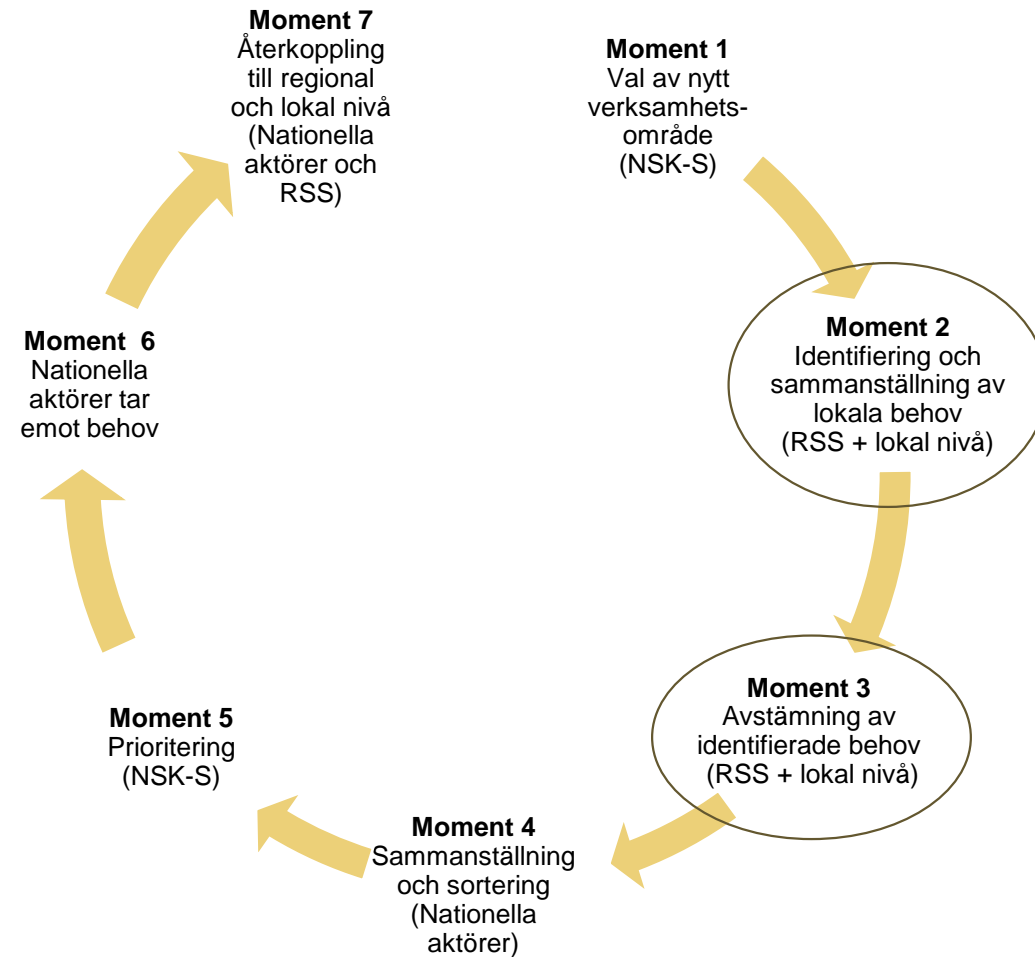 Moment 1
Val av nytt
verksamhets-
område
(NSK-S)
Moment 2
Identifiering och
sammanställning av
lokala behov
(RSS + lokal nivå)
Moment 3
Avstämning av
identifierade behov
(RSS + lokal nivå)
Moment 4
Sammanställning
och sortering
(Nationella
aktörer)
Moment 5
Prioritering
(NSK-S)
Moment  6
Nationella
aktörer tar
emot behov
Moment 7
Återkoppling
till regional
och lokal nivå
(Nationella
aktörer och
RSS)